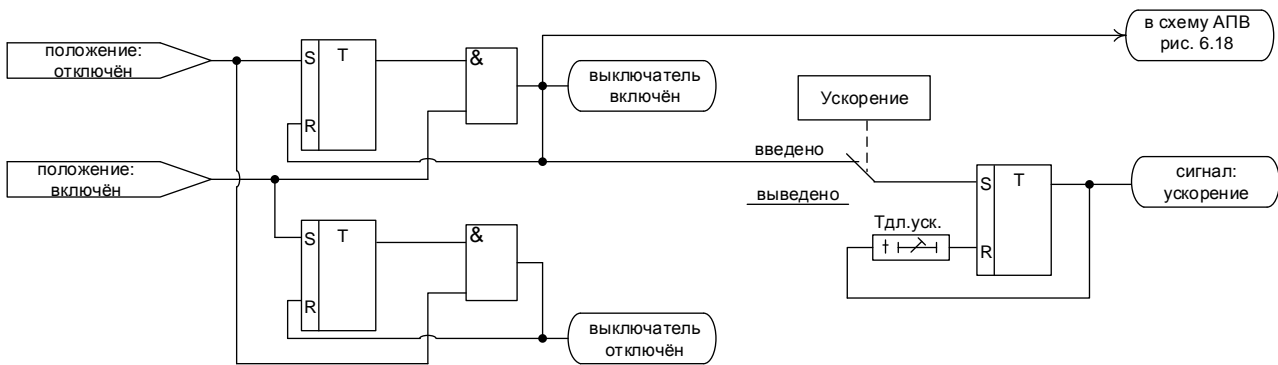 положение:
отключён
S T
R
&
выключатель
включён
в схему АПВ
рис. 6.18
Ускорение
положение:
включён
введено
выведено
S T
R
&
Тдл.уск.
S T
R
сигнал:
ускорение
выключатель
отключён